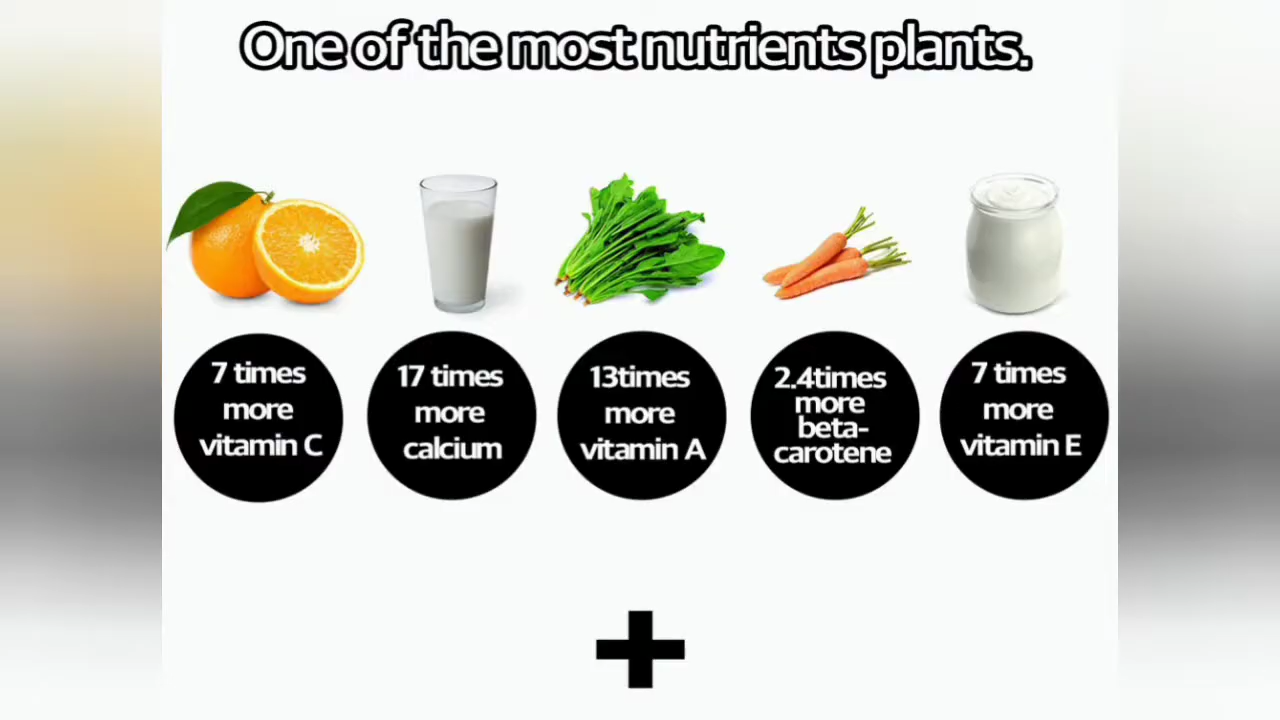 One of the most nutrients plants.
7 times
more
vitamin C
17 times
more
calcium
13times
more
vitamin A
2.4times
more
beta-
carotene
7 times
more
vitamin E
+